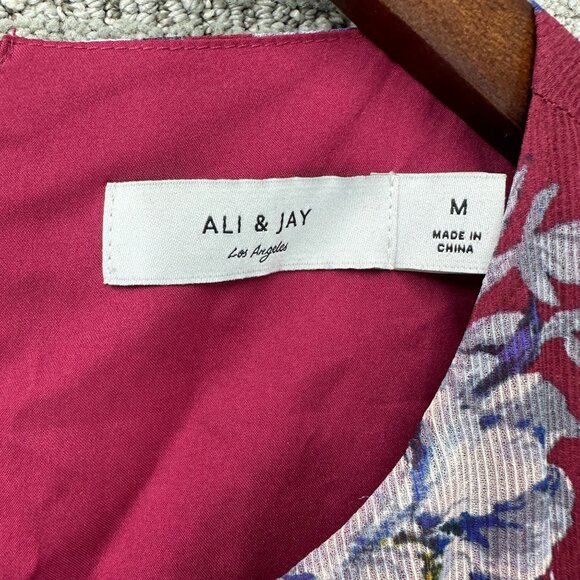 ALI & JAY
Los Angeles
M
MADE IN
CHINA